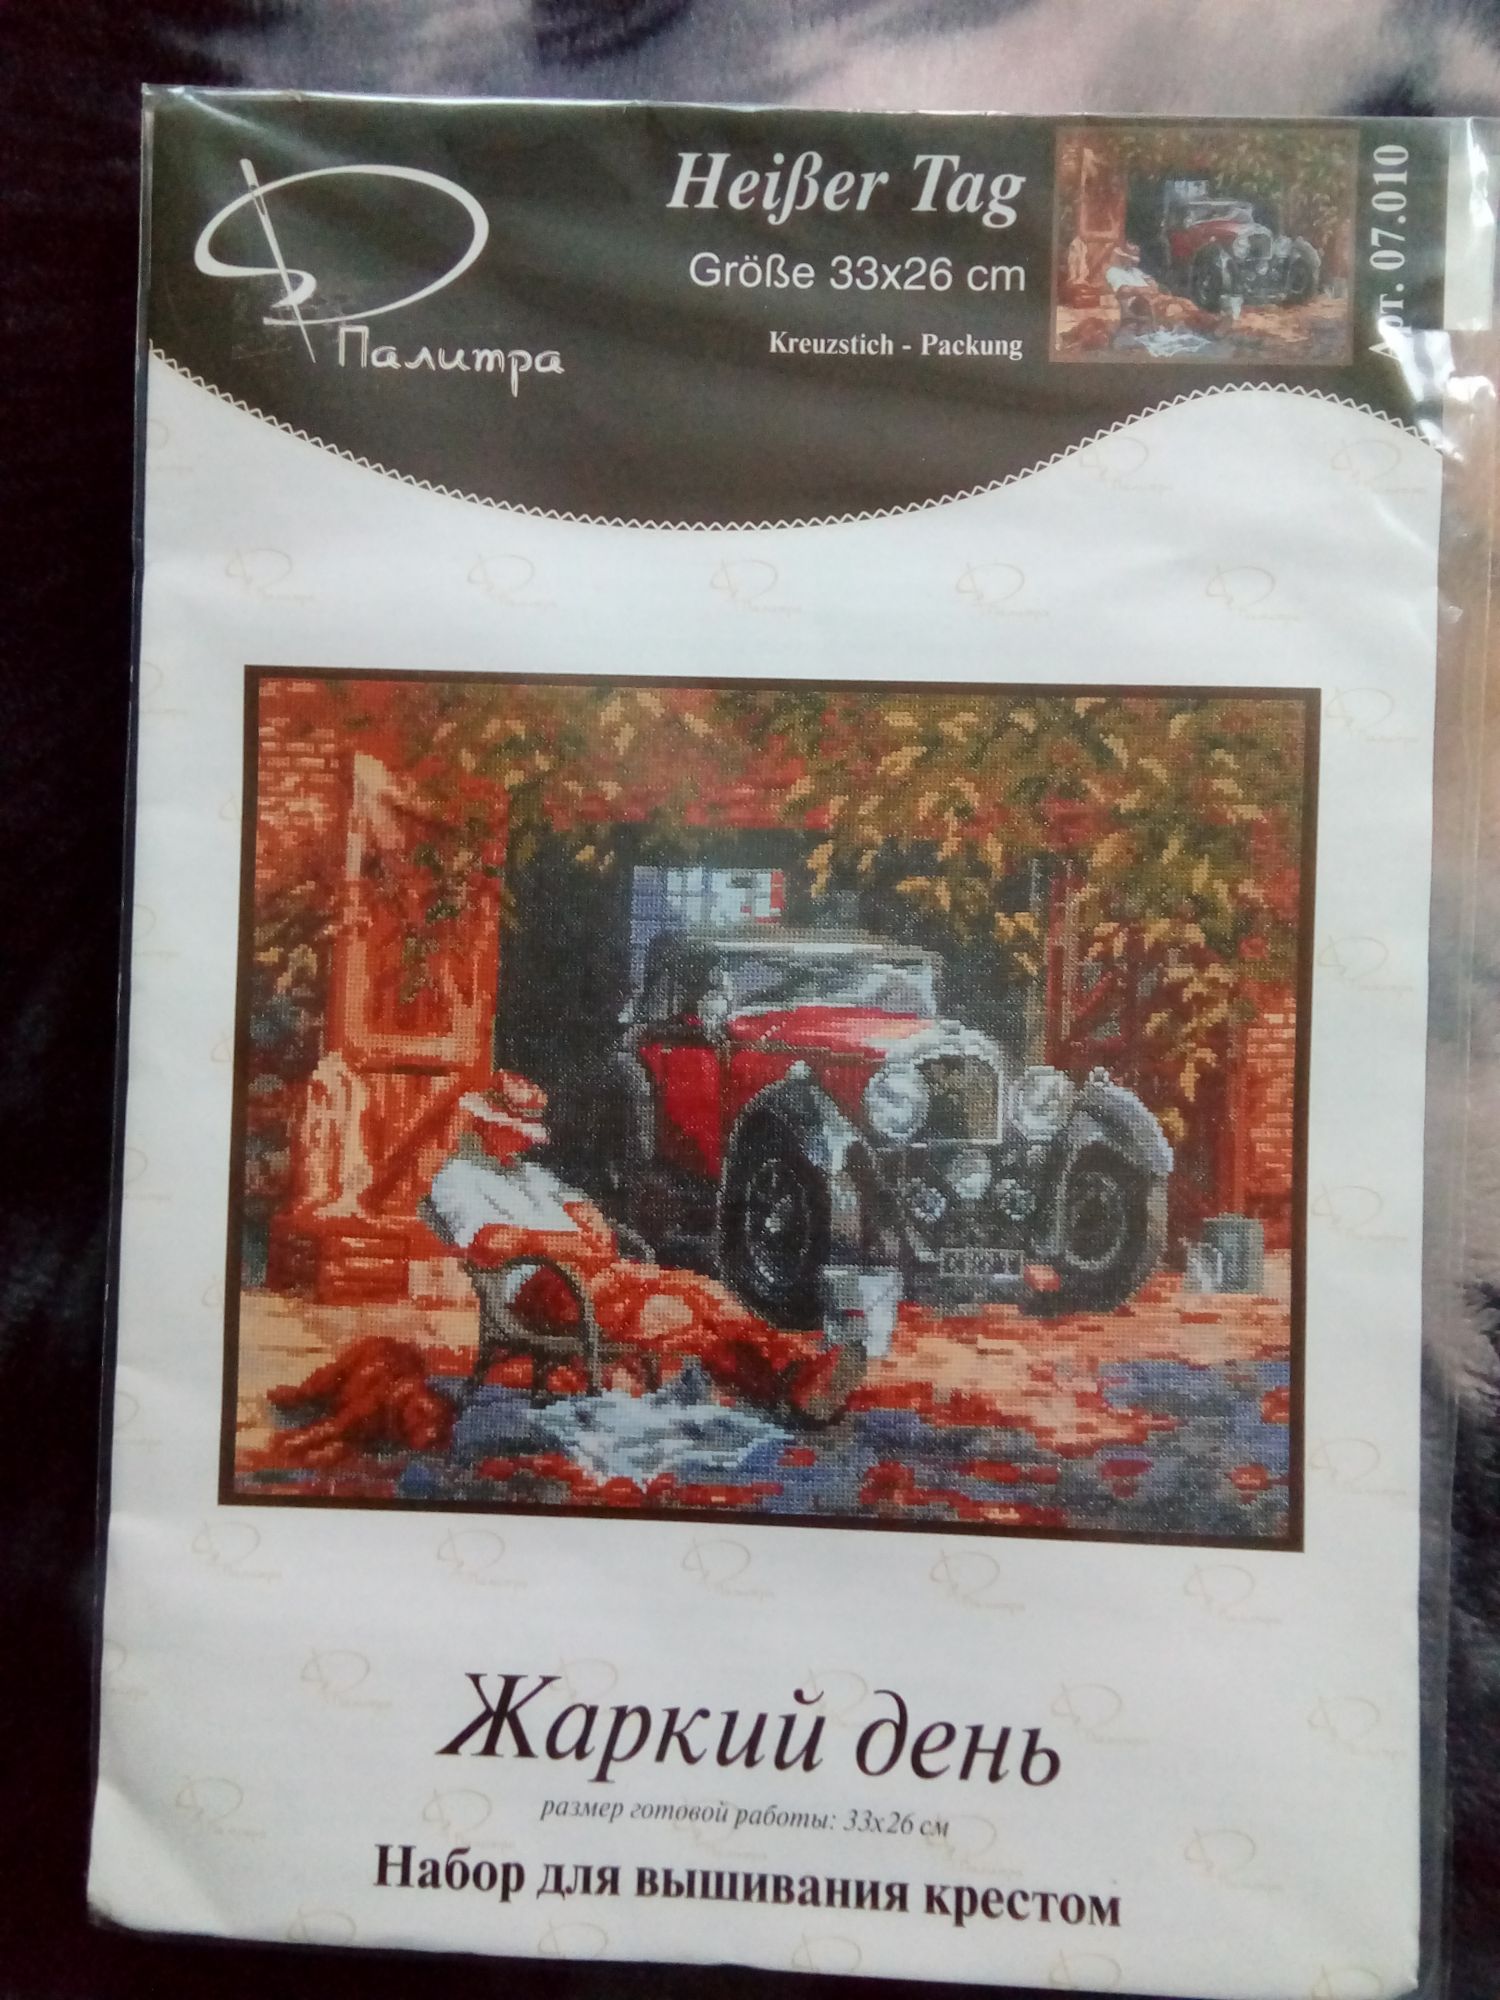 Палитра
Heißer Tag
Größe 33x26 cm
Kreuzstich - Packung
Арт. 07.010
Жаркий день
размер готовой работы: 33x26 см
Набор для вышивания крестом